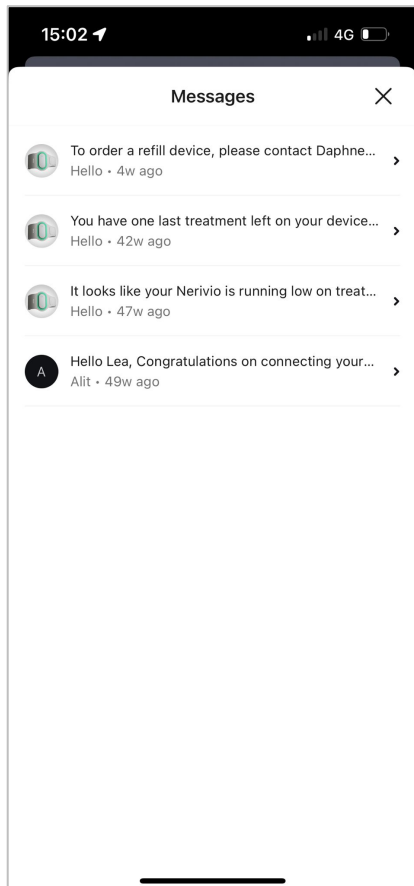 15:02
4G
Messages
To order a refill device, please contact Daphne...
Hello • 4w ago
You have one last treatment left on your device...
Hello • 42w ago
It looks like your Nerivio is running low on treat...
Hello • 47w ago
A
Hello Lea, Congratulations on connecting your...
Alit • 49w ago